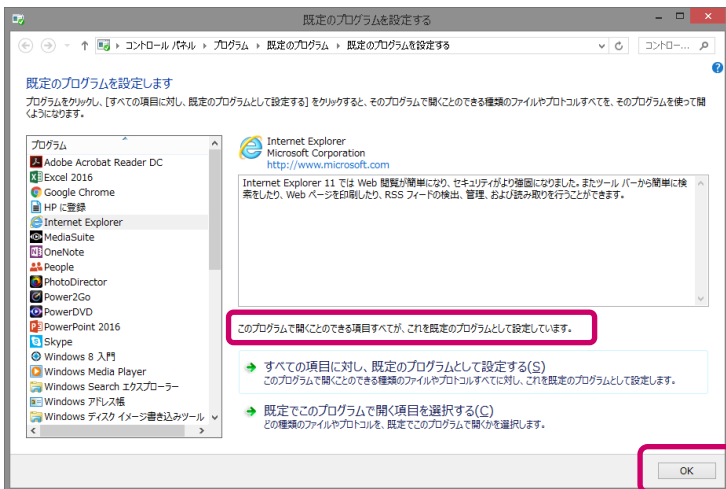 既定のプログラムを設定する
コントロール パネル
プログラム
既定のプログラム
既定のプログラムを設定する
コントロー...
既定のプログラムを設定します
プログラムをクリックし、[すべての項目に対し、既定のプログラムとして設定する] をクリックすると、そのプログラムで開くことのできる種類のファイルやプロトコルすべてを、そのプログラムを使って開
くようになります。
プログラム
Adobe Acrobat Reader DC
Excel 2016
Google Chrome
HP に登録
Internet Explorer
MediaSuite
OneNote
People
PhotoDirector
Power2Go
PowerDVD
PowerPoint 2016
Skype
Windows 8 入門
Windows Media Player
Windows Search エクスプローラー
Windows アドレス帳
Windows ディスク イメージ書き込みツール
Internet Explorer
Microsoft Corporation
http://www.microsoft.com
Internet Explorer 11 では Web 閲覧が簡単になり、セキュリティがより強固になりました。またツール バーから簡単に検
索をしたり、Web ページを印刷したり、RSS フィードの検出、管理、および読み取りを行うことができます。
このプログラムで開くことのできる項目すべてが、これを既定のプログラムとして設定しています。
すべての項目に対し、既定のプログラムとして設定する(S)
このプログラムで開くことのできる種類のファイルやプロトコルすべてに対し、これを既定のプログラムとして設定します。
既定でこのプログラムで開く項目を選択する(C)
どの種類のファイルやプロトコルを、既定でこのプログラムで開くかを選択します。
OK